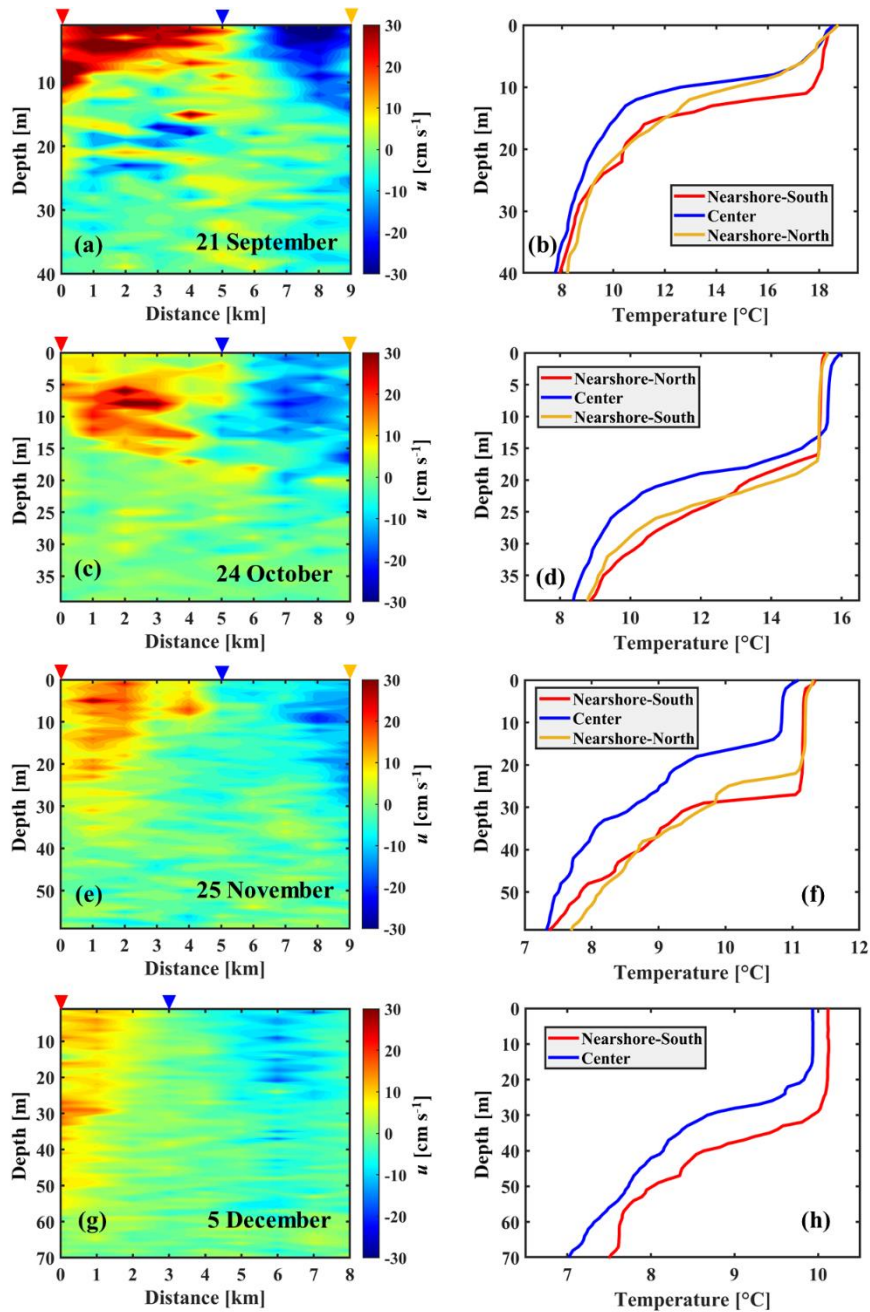 0
10
20
30
40
Depth [m]
0 1 2 3 4 5 6 7 8 9
Distance [km]
(a)
21 September
30
20
10
0
-10
-20
-30
u [cm s-1]
0
10
20
30
40
Depth [m]
8 10 12 14 16 18
Temperature [°C]
(b)
Nearshore-South
Center
Nearshore-North
0
5
10
15
20
25
30
35
Depth [m]
0 1 2 3 4 5 6 7 8 9
Distance [km]
(c)
24 October
30
20
10
0
-10
-20
-30
u [cm s-1]
0
5
10
15
20
25
30
35
Depth [m]
8 10 12 14 16
Temperature [°C]
(d)
Nearshore-North
Center
Nearshore-South
0
10
20
30
40
50
Depth [m]
0 1 2 3 4 5 6 7 8 9
Distance [km]
(e)
25 November
30
20
10
0
-10
-20
-30
u [cm s-1]
0
10
20
30
40
50
Depth [m]
7 8 9 10 11 12
Temperature [°C]
(f)
Nearshore-South
Center
Nearshore-North
10
20
30
40
50
60
70
Depth [m]
0 1 2 3 4 5 6 7 8
Distance [km]
(g)
5 December
30
20
10
0
-10
-20
-30
u [cm s-1]
0
10
20
30
40
50
60
70
Depth [m]
7 8 9 10
Temperature [°C]
(h)
Nearshore-South
Center